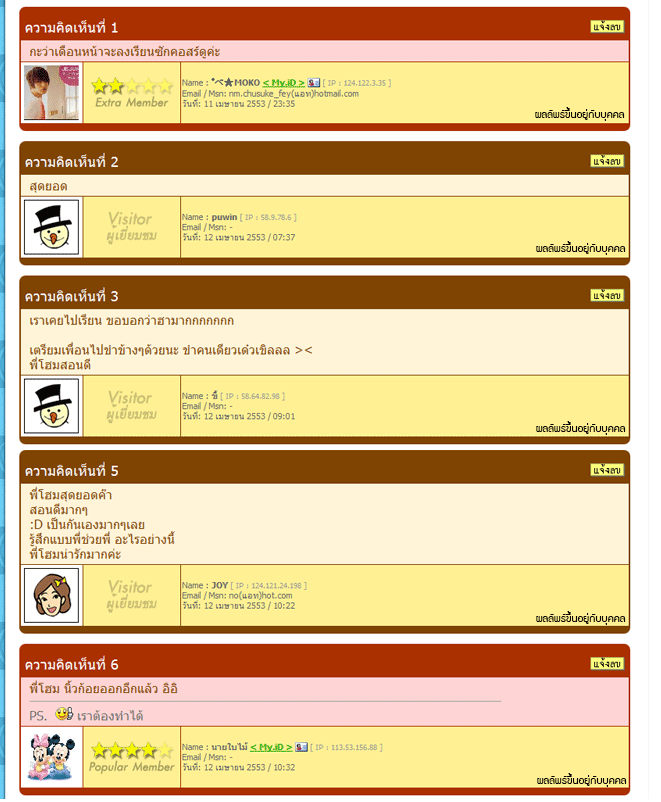 ความคิดเห็นที่ 1
แจ้งลบ
กะว่าเดือนหน้าจะลงเรียนซักคอสร์ดูค่ะ
Extra Member
Name : *ベ★MOKO < My.iD > [ IP : 124.122.3.35 ]
Email / Msn: nm.chusuke_fey(แอท)hotmail.com
วันที่: 11 เมษายน 2553 / 23:35
ผลลัพธ์ขึ้นอยู่กับบุคคล
ความคิดเห็นที่ 2
แจ้งลบ
สุดยอด
Visitor
ผู้เยี่ยมชม
Name : puwin [ IP : 58.9.78.6 ]
Email / Msn: -
วันที่: 12 เมษายน 2553 / 07:37
ผลลัพธ์ขึ้นอยู่กับบุคคล
ความคิดเห็นที่ 3
แจ้งลบ
เราเคยไปเรียน ขอบอกว่าฮามากกกกกกก
เตรียมเพื่อนไปขำข้างๆด้วยนะ ขำคนเดียวเด๋วเขิลลล ><
พี่โฮมสอนดี
Visitor
ผู้เยี่ยมชม
Name : ขี้ [ IP : 58.64.82.98 ]
Email / Msn: -
วันที่: 12 เมษายน 2553 / 09:01
ผลลัพธ์ขึ้นอยู่กับบุคคล
ความคิดเห็นที่ 5
แจ้งลบ
พี่โฮมสุดยอดค๊า
สอนดีมากๆ
:D เป็นกันเองมากๆเลย
รู้สึกแบบพี่ช่วยพี่ อะไรอย่างนี้
พี่โฮมน่ารักมากค่ะ
Visitor
ผู้เยี่ยมชม
Name : JOY [ IP : 124.121.24.198 ]
Email / Msn: no(แอท)hot.com
วันที่: 12 เมษายน 2553 / 10:22
ผลลัพธ์ขึ้นอยู่กับบุคคล
ความคิดเห็นที่ 6
แจ้งลบ
พี่โฮม นิ้วก้อยออกอีกแล้ว อิอิ
PS. เราต้องทำได้
Popular Member
Name : นายใบไม้ < My.iD > [ IP : 113.53.156.88 ]
Email / Msn: -
วันที่: 12 เมษายน 2553 / 10:32
ผลลัพธ์ขึ้นอยู่กับบุคคล